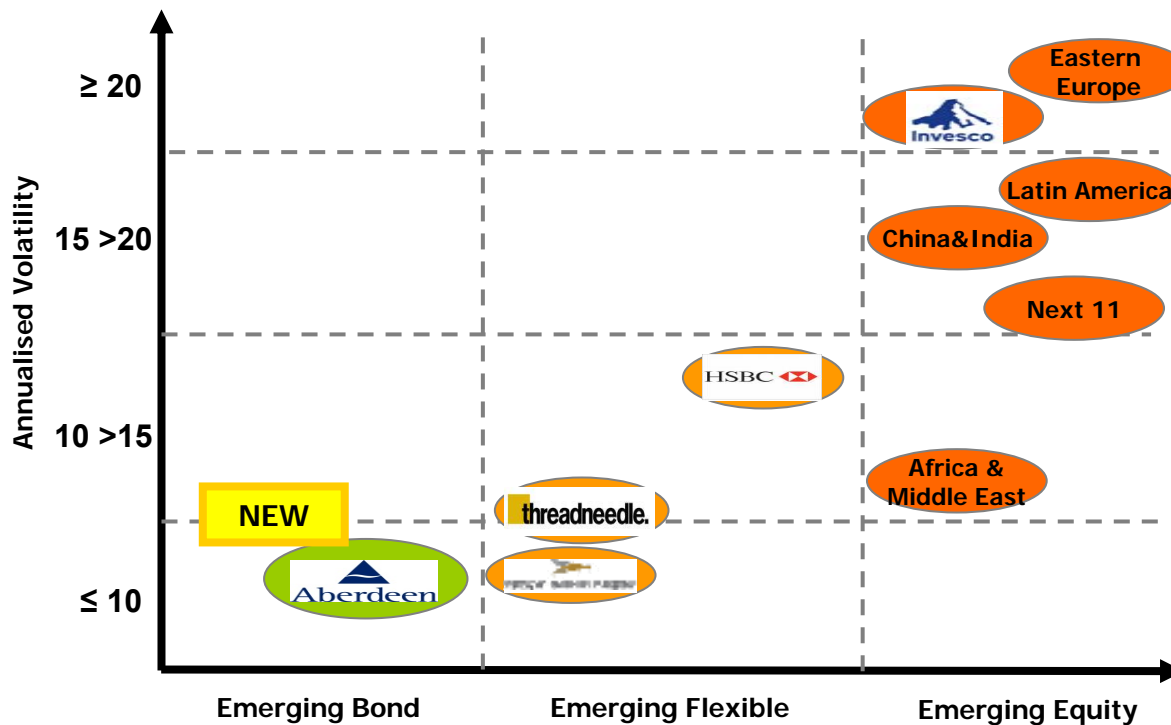 Annualised Volatility
≥ 20
15 >20
10 >15
≤ 10
Eastern
Europe
Invesco
Latin America
China&India
Next 11
HSBC
Africa &
Middle East
NEW
threadneedle.
Aberdeen
Emerging Bond
Emerging Flexible
Emerging Equity